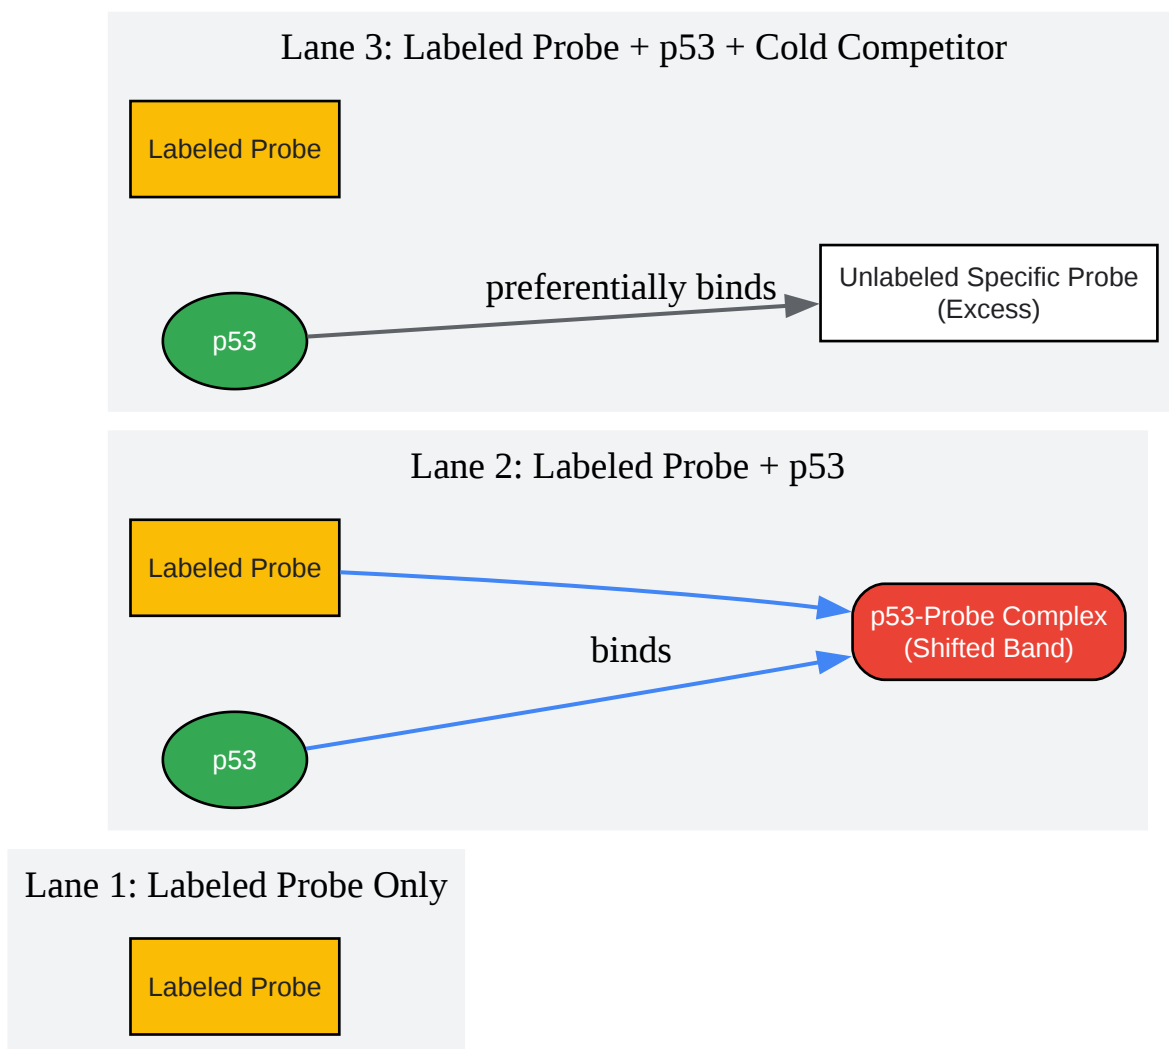 Lane 3: Labeled Probe + p53 + Cold Competitor
Labeled Probe
preferentially binds
Unlabeled Specific Probe
(Excess)
p53
Lane 2: Labeled Probe + p53
Labeled Probe
p53-Probe Complex
(Shifted Band)
binds
p53
Lane 1: Labeled Probe Only
Labeled Probe